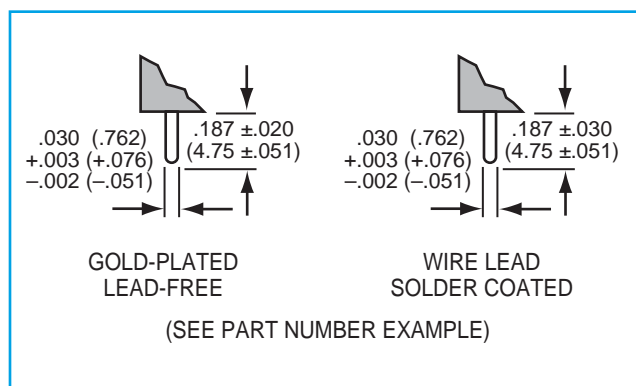 .030 (.762)
+.003 (+.076)
–.002 (–.051)
.187 ±.020
(4.75 ±.051)
GOLD-PLATED
LEAD-FREE
.030 (.762)
+.003 (+.076)
–.002 (–.051)
.187 ±.030
(4.75 ±.051)
WIRE LEAD
SOLDER COATED
(SEE PART NUMBER EXAMPLE)